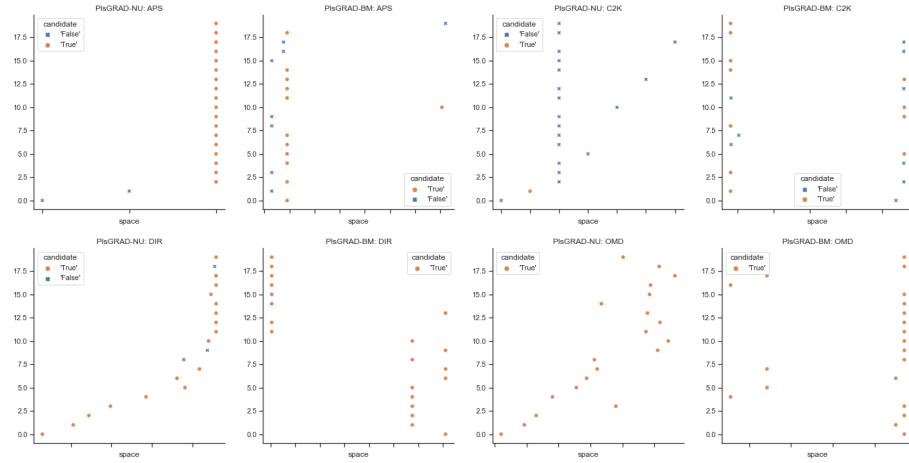 PlsGRAD-NU: APS
candidate
'False'
'True'
17.5
15.0
12.5
10.0
7.5
5.0
2.5
0.0
space
PlsGRAD-BM: APS
17.5
15.0
12.5
10.0
7.5
5.0
2.5
0.0
candidate
'True'
'False'
space
PlsGRAD-NU: C2K
candidate
'False'
'True'
17.5
15.0
12.5
10.0
7.5
5.0
2.5
0.0
space
PlsGRAD-BM: C2K
17.5
15.0
12.5
10.0
7.5
5.0
2.5
0.0
candidate
'False'
'True'
space
PlsGRAD-NU: DIR
candidate
'True'
'False'
17.5
15.0
12.5
10.0
7.5
5.0
2.5
0.0
space
PlsGRAD-BM: DIR
candidate
'True'
17.5
15.0
12.5
10.0
7.5
5.0
2.5
0.0
space
PlsGRAD-NU: OMD
candidate
'True'
17.5
15.0
12.5
10.0
7.5
5.0
2.5
0.0
space
PlsGRAD-BM: OMD
candidate
'True'
17.5
15.0
12.5
10.0
7.5
5.0
2.5
0.0
space